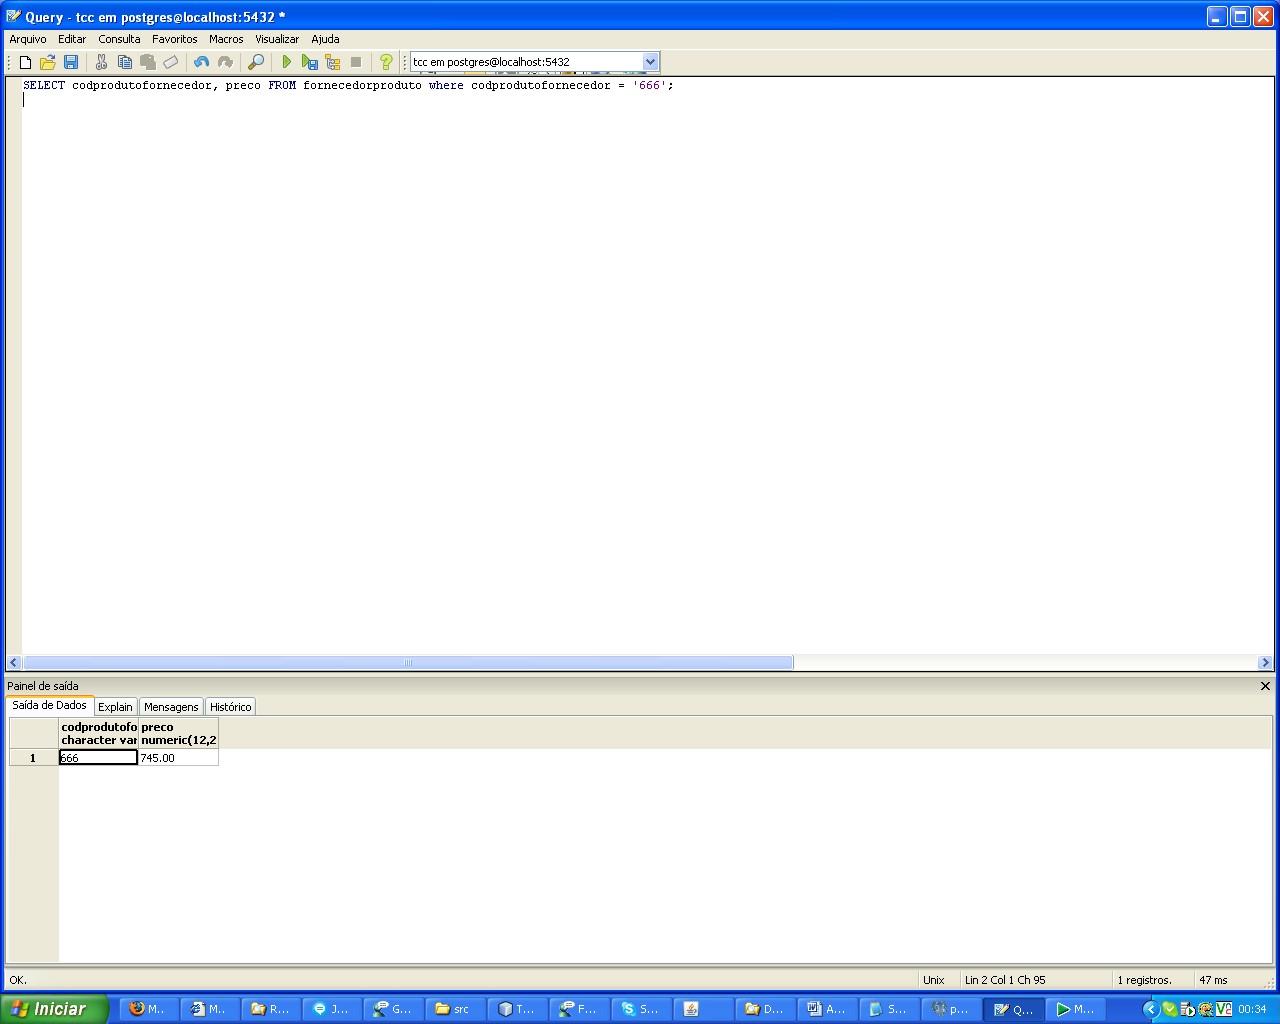 Query - tcc em postgres@localhost:5432 *
Arquivo Editar Consulta Favoritos Macros Visualizar Ajuda
tcc em postgres@localhost:5432
SELECT codprodutofornecedor, preco FROM fornecedorproduto where codprodutofornecedor = '666';
Painel de saída
Saída de Dados Explain Mensagens Histórico
codprodutofo preco
character var numeric(12,2
1 666 745.00
OK. Unix Lin 2 Col 1 Ch 95 1 registros. 47 ms
Iniciar M... M... R... J... G... src T... F... S... D... A... S... p... Q... M... 00:34